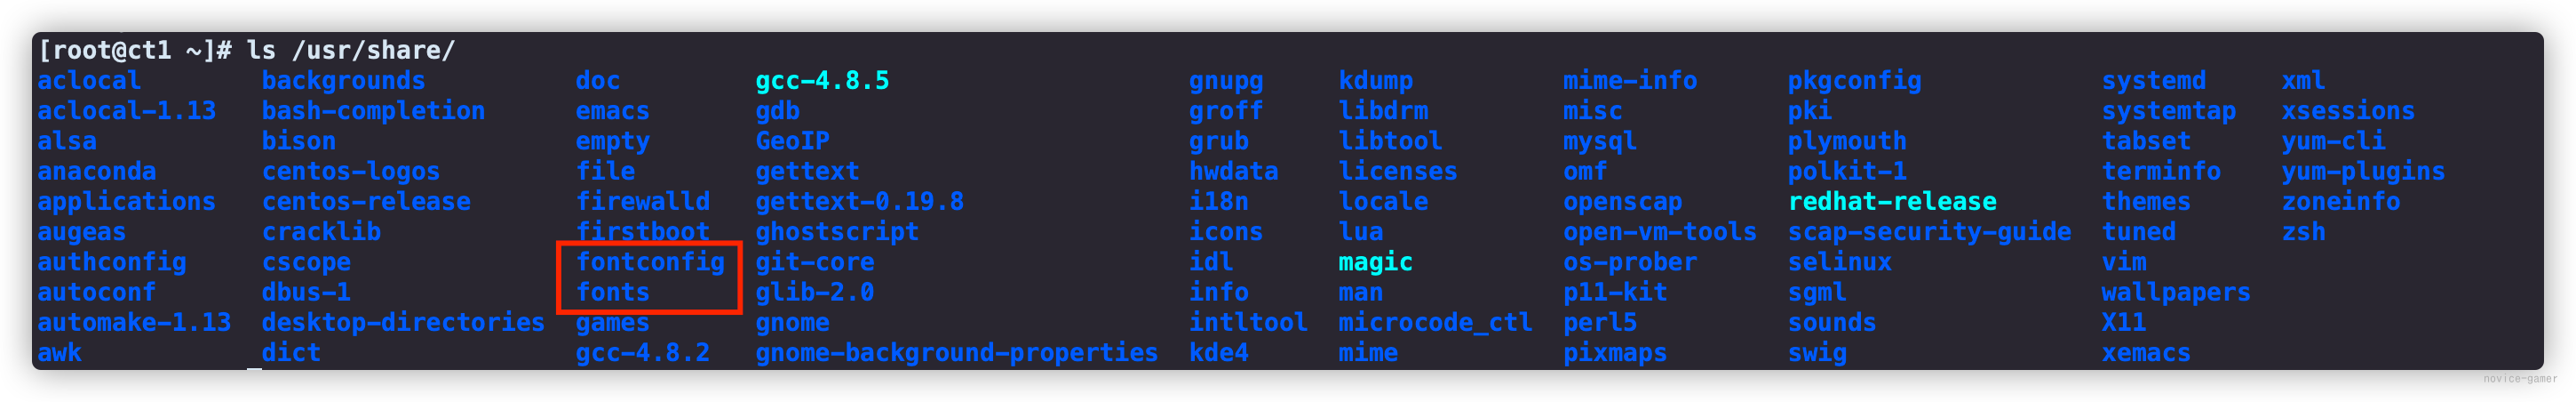 [root@ct1 ~]# ls /usr/share/
aclocal backgrounds doc gcc-4.8.5 gnupg kdump mime-info pkgconfig systemd xml
aclocal-1.13 bash-completion emacs gdb groff libdrm misc pki systemtap xsessions
alsa bison empty GeoIP grub libtool mysql plymouth tabset yum-cli
anaconda centos-logos file gettext hwdata licenses omf polkit-1 terminfo yum-plugins
applications centos-release firewalld gettext-0.19.8 i18n locale openscap redhat-release themes zoneinfo
augeas cracklib firstboot ghostscript icons lua open-vm-tools scap-security-guide tuned zsh
authconfig cscope fontconfig git-core idl magic os-prober selinux vim
autoconf dbus-1 fonts glib-2.0 info man p11-kit sgml wallpapers
automake-1.13 desktop-directories games gnome intltool microcode_ctl perl5 sounds X11
awk dict gcc-4.8.2 gnome-background-properties kde4 mime pixmaps swig xemacs
novice-gamer